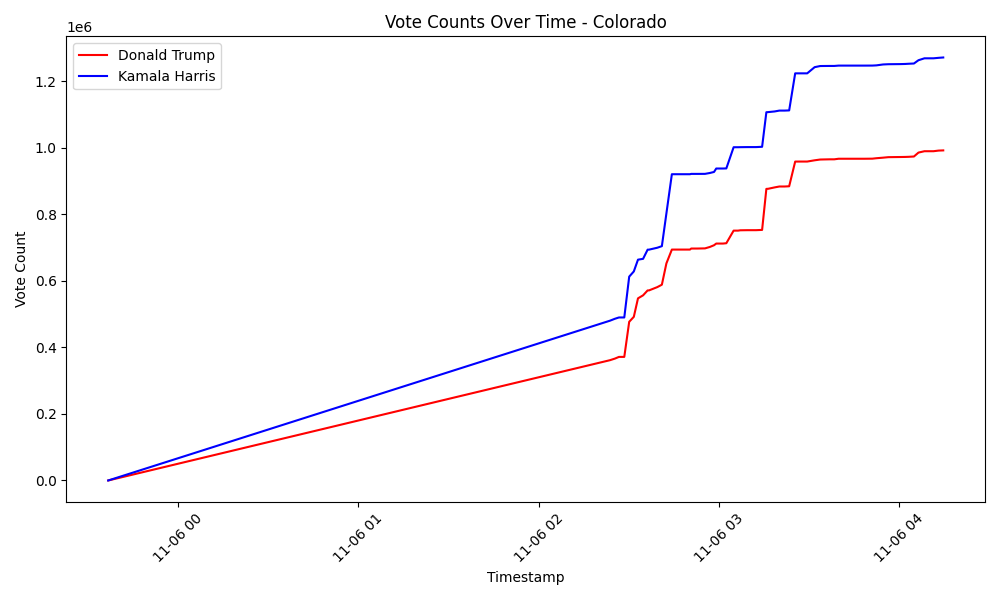 Vote Counts Over Time - Colorado
1e6
Donald Trump
Kamala Harris
Vote Count
1.2
1.0
0.8
0.6
0.4
0.2
0.0
11-06 00
11-06 01
11-06 02
11-06 03
11-06 04
Timestamp